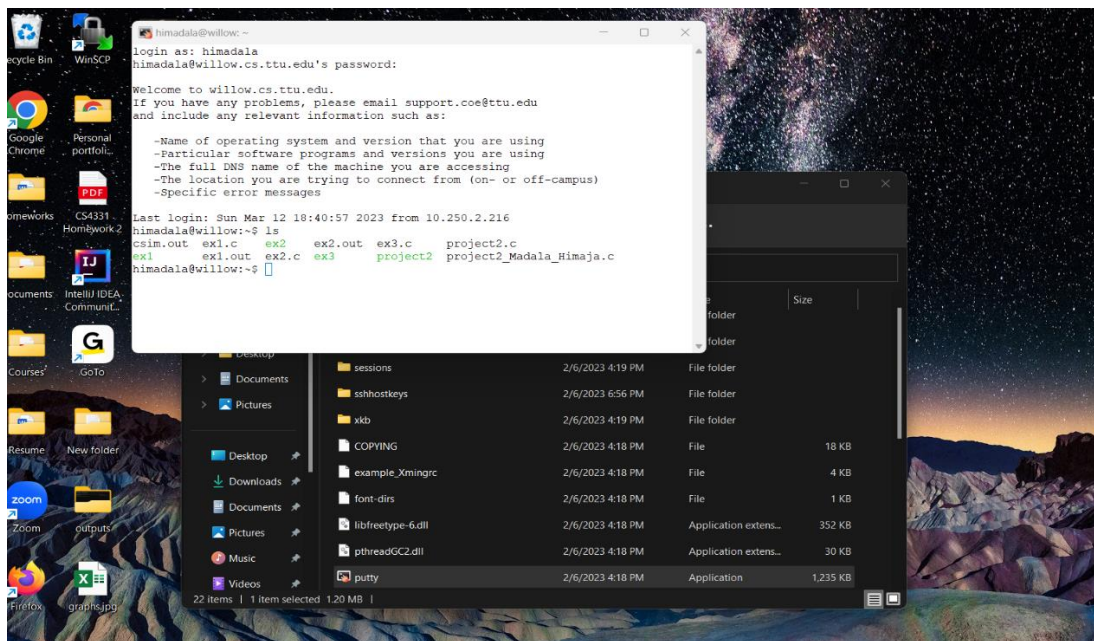 himadala@willow: ~
login as: himadala
himadala@willow.cs.ttu.edu's password:
Welcome to willow.cs.ttu.edu.
If you have any problems, please email support.coe@ttu.edu
and include any relevant information such as:
-Name of operating system and version that you are using
-Particular software programs and versions you are using
-The full DNS name of the machine you are accessing
-The location you are trying to connect from (on- or off-campus)
-Specific error messages
Last login: Sun Mar 12 18:40:57 2023 from 10.250.2.216
himadala@willow:~$ ls
csim.out ex1.c ex2 ex2.out ex3.c project2.c
ex1 ex1.out ex2.c ex3 project2 project2_Madala_Himaja.c
himadala@willow:~$
ecycle Bin
WinSCP
Google
Chrome
Personal
portfoli...
PDF
omeworks
CS4331
Homework 2
IJ
ocuments
IntelliJ IDEA
Communit...
G
Courses
GoTo
Resume
New folder
zoom
Zoom
outputs
Firefox
graphs.jpg
Size
folder
folder
Desktop
Documents
Pictures
Desktop
Downloads
Documents
Pictures
Music
Videos
sessions 2/6/2023 4:19 PM File folder
sshhostkeys 2/6/2023 6:56 PM File folder
xkb 2/6/2023 4:19 PM File folder
COPYING 2/6/2023 4:18 PM File 18 KB
example_Xmingrc 2/6/2023 4:18 PM File 4 KB
font-dirs 2/6/2023 4:18 PM File 1 KB
libfreetype-6.dll 2/6/2023 4:18 PM Application extens... 352 KB
pthreadGC2.dll 2/6/2023 4:18 PM Application extens... 30 KB
putty 2/6/2023 4:18 PM Application 1,235 KB
22 items | 1 item selected 1.20 MB |